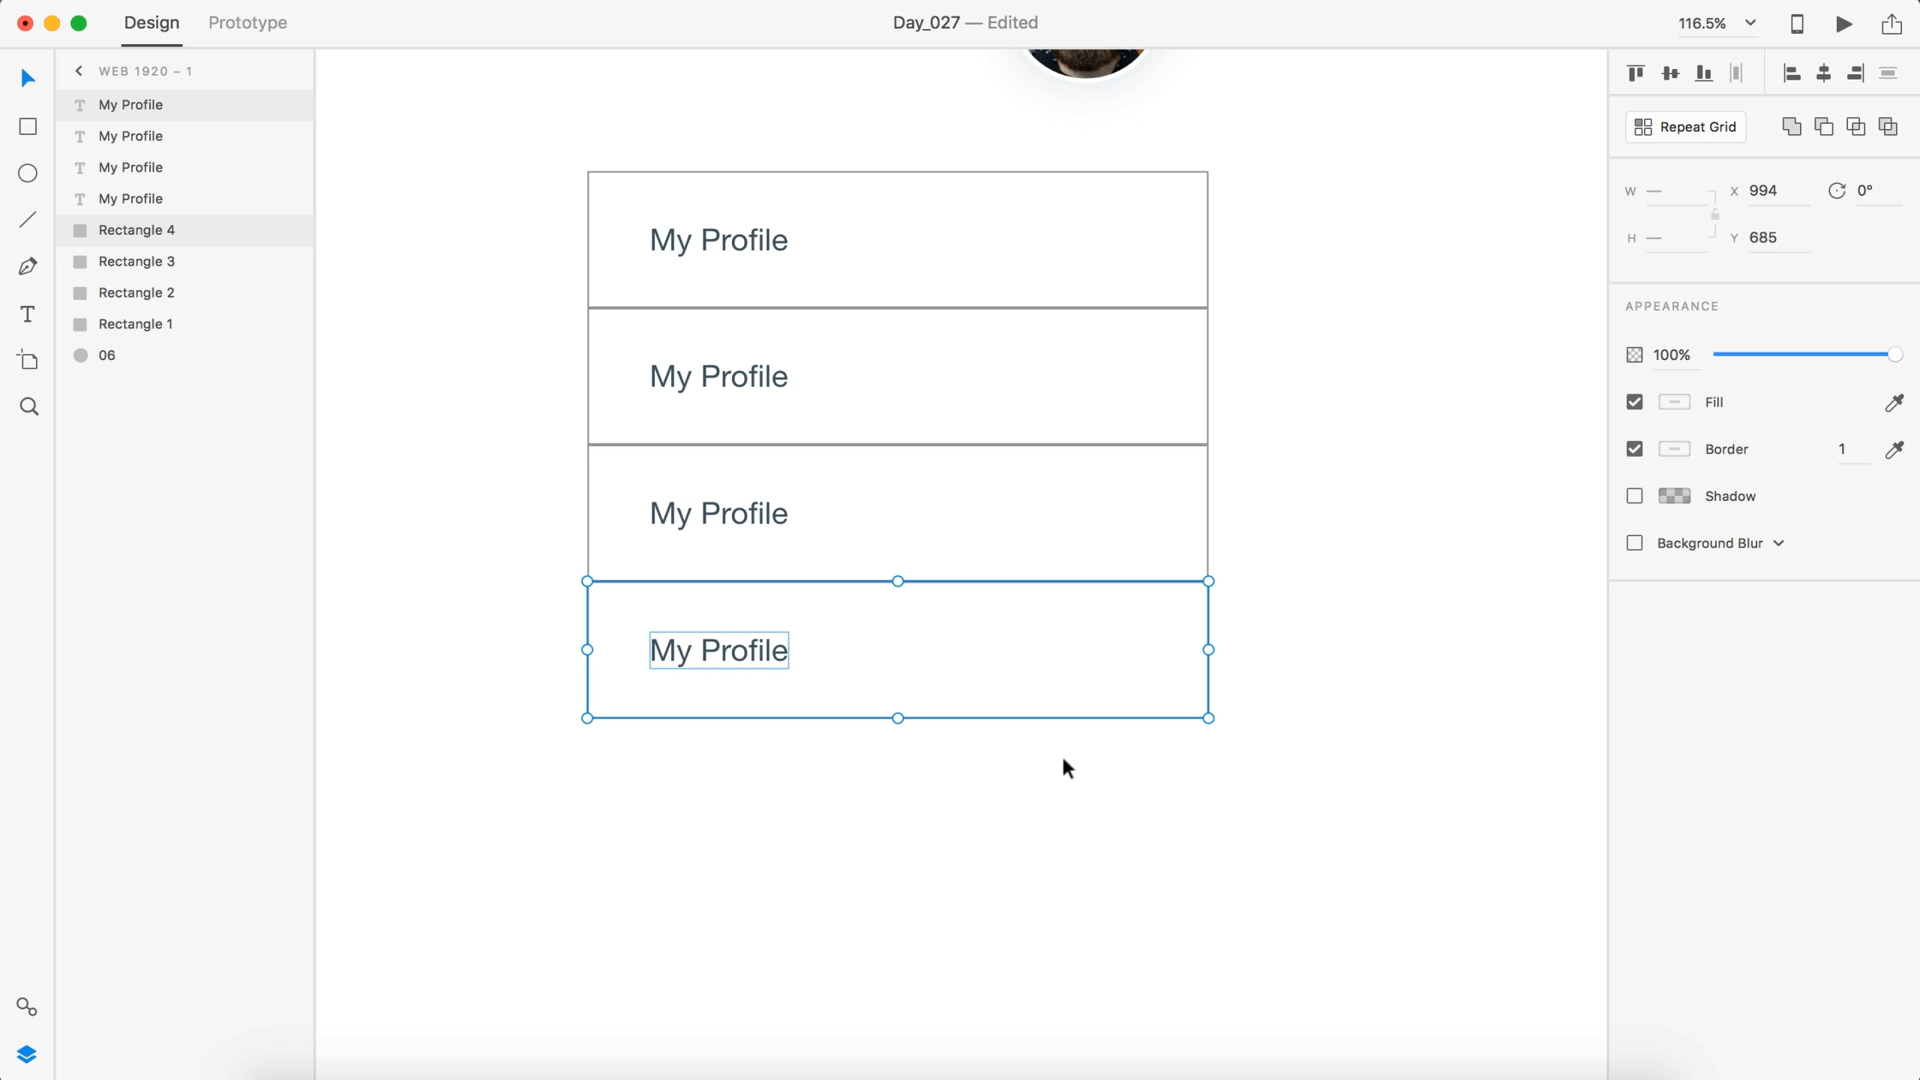 Design
Prototype
Day_027 — Edited
116.5%
WEB 1920 – 1
My Profile
My Profile
My Profile
My Profile
Rectangle 4
Rectangle 3
Rectangle 2
Rectangle 1
06
My Profile
My Profile
My Profile
My Profile
Repeat Grid
W —
X 994
0°
H —
Y 685
APPEARANCE
100%
Fill
Border
1
Shadow
Background Blur